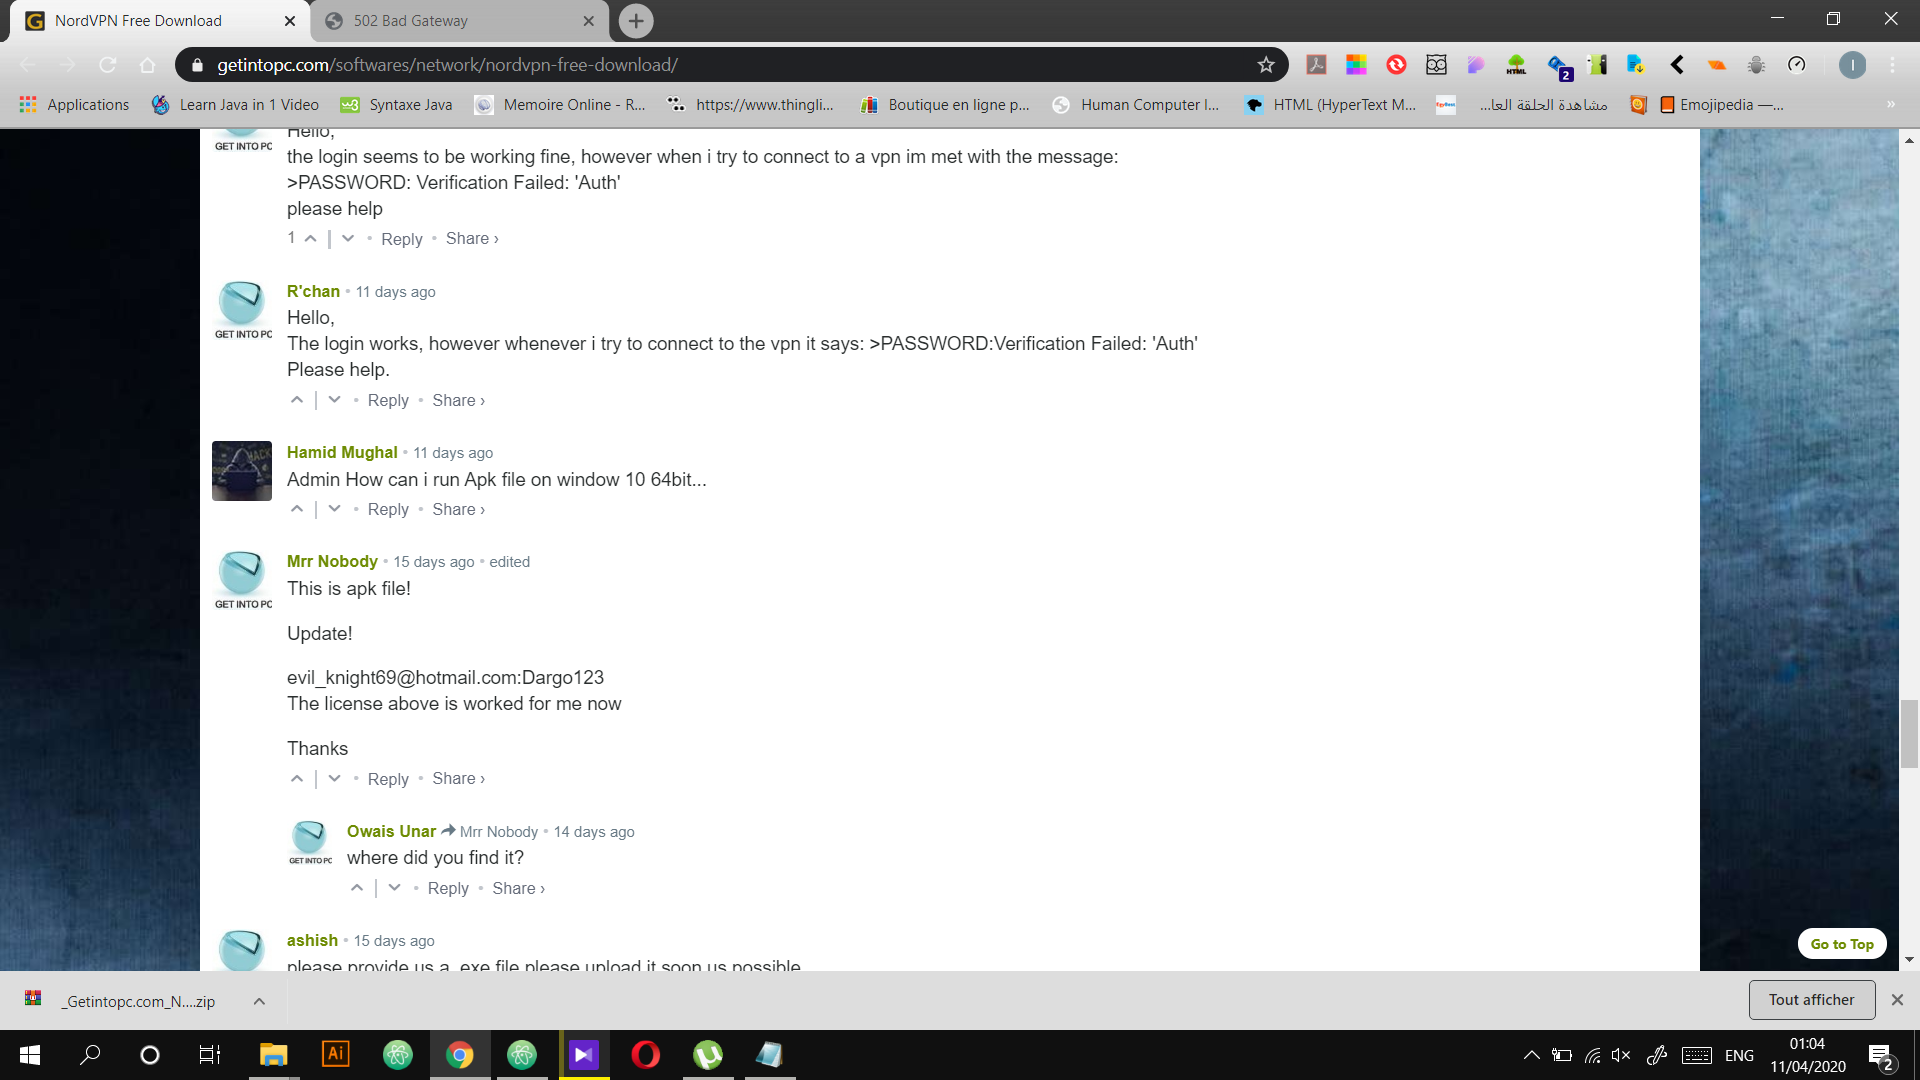 NordVPN Free Download
502 Bad Gateway
getintopc.com/softwares/network/nordvpn-free-download/
2
I
Applications
Learn Java in 1 Video
Syntaxe Java
Memoire Online - R...
https://www.thingli...
Boutique en ligne p...
Human Computer I...
HTML (HyperText M...
مشاهدة الحلقة العا...
Emojipedia —...
»
GET INTO PC
Hello,
the login seems to be working fine, however when i try to connect to a vpn im met with the message:
>PASSWORD: Verification Failed: 'Auth'
please help
1 Reply Share ›
GET INTO PC
R'chan • 11 days ago
Hello,
The login works, however whenever i try to connect to the vpn it says: >PASSWORD:Verification Failed: 'Auth'
Please help.
Reply Share ›
Hamid Mughal • 11 days ago
Admin How can i run Apk file on window 10 64bit...
Reply Share ›
GET INTO PC
Mrr Nobody • 15 days ago • edited
This is apk file!
Update!
evil_knight69@hotmail.com:Dargo123
The license above is worked for me now
Thanks
Reply Share ›
GET INTO PC
Owais Unar Mrr Nobody • 14 days ago
where did you find it?
Reply Share ›
ashish • 15 days ago
please provide us a .exe file please upload it soon us possible
Go to Top
_Getintopc.com_N....zip
Tout afficher
Ai
ENG
01:04
11/04/2020
2